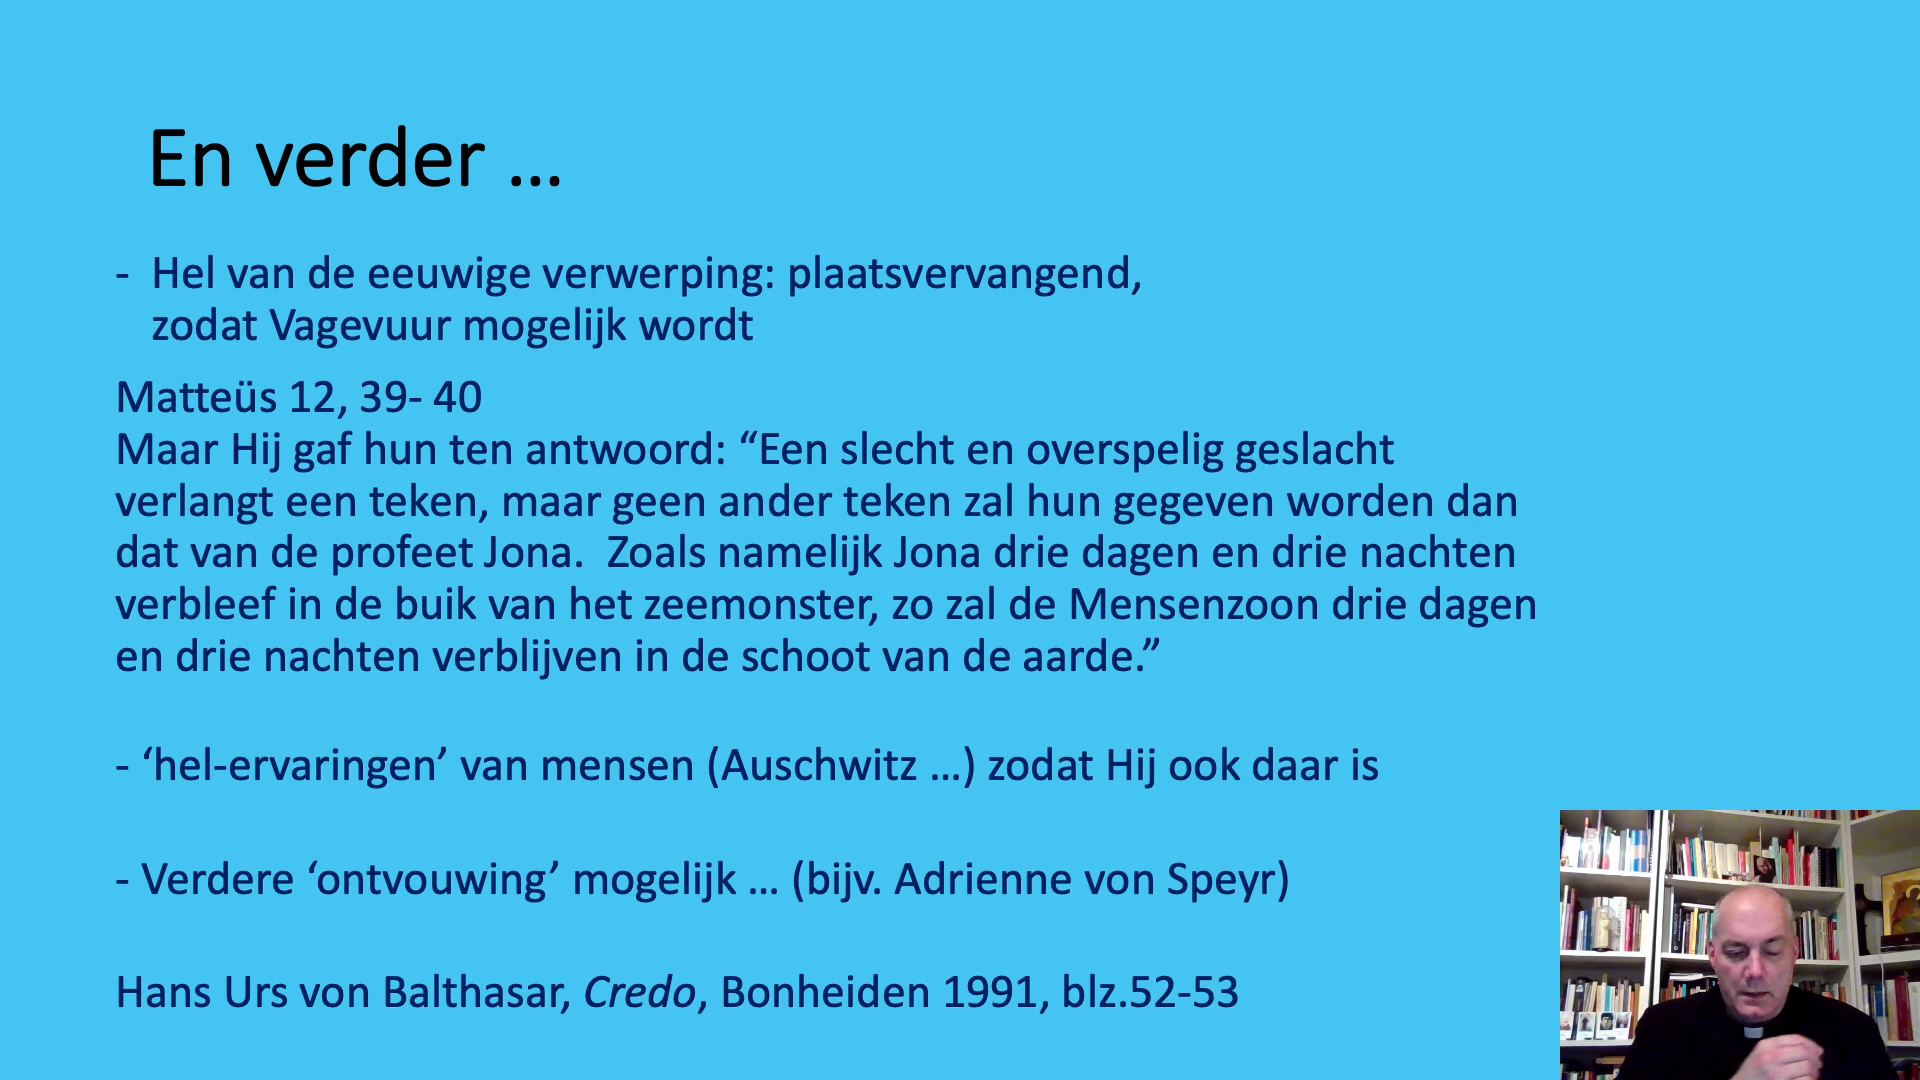 En verder ...
- Hel van de eeuwige verwerping: plaatsvervangend,
zodat Vagevuur mogelijk wordt
Matteüs 12, 39- 40
Maar Hij gaf hun ten antwoord: “Een slecht en overspelig geslacht
verlangt een teken, maar geen ander teken zal hun gegeven worden dan
dat van de profeet Jona.  Zoals namelijk Jona drie dagen en drie nachten
verbleef in de buik van het zeemonster, zo zal de Mensenzoon drie dagen
en drie nachten verblijven in de schoot van de aarde.”
- ‘hel-ervaringen’ van mensen (Auschwitz ...) zodat Hij ook daar is
- Verdere ‘ontvouwing’ mogelijk ... (bijv. Adrienne von Speyr)
Hans Urs von Balthasar, Credo, Bonheiden 1991, blz.52-53